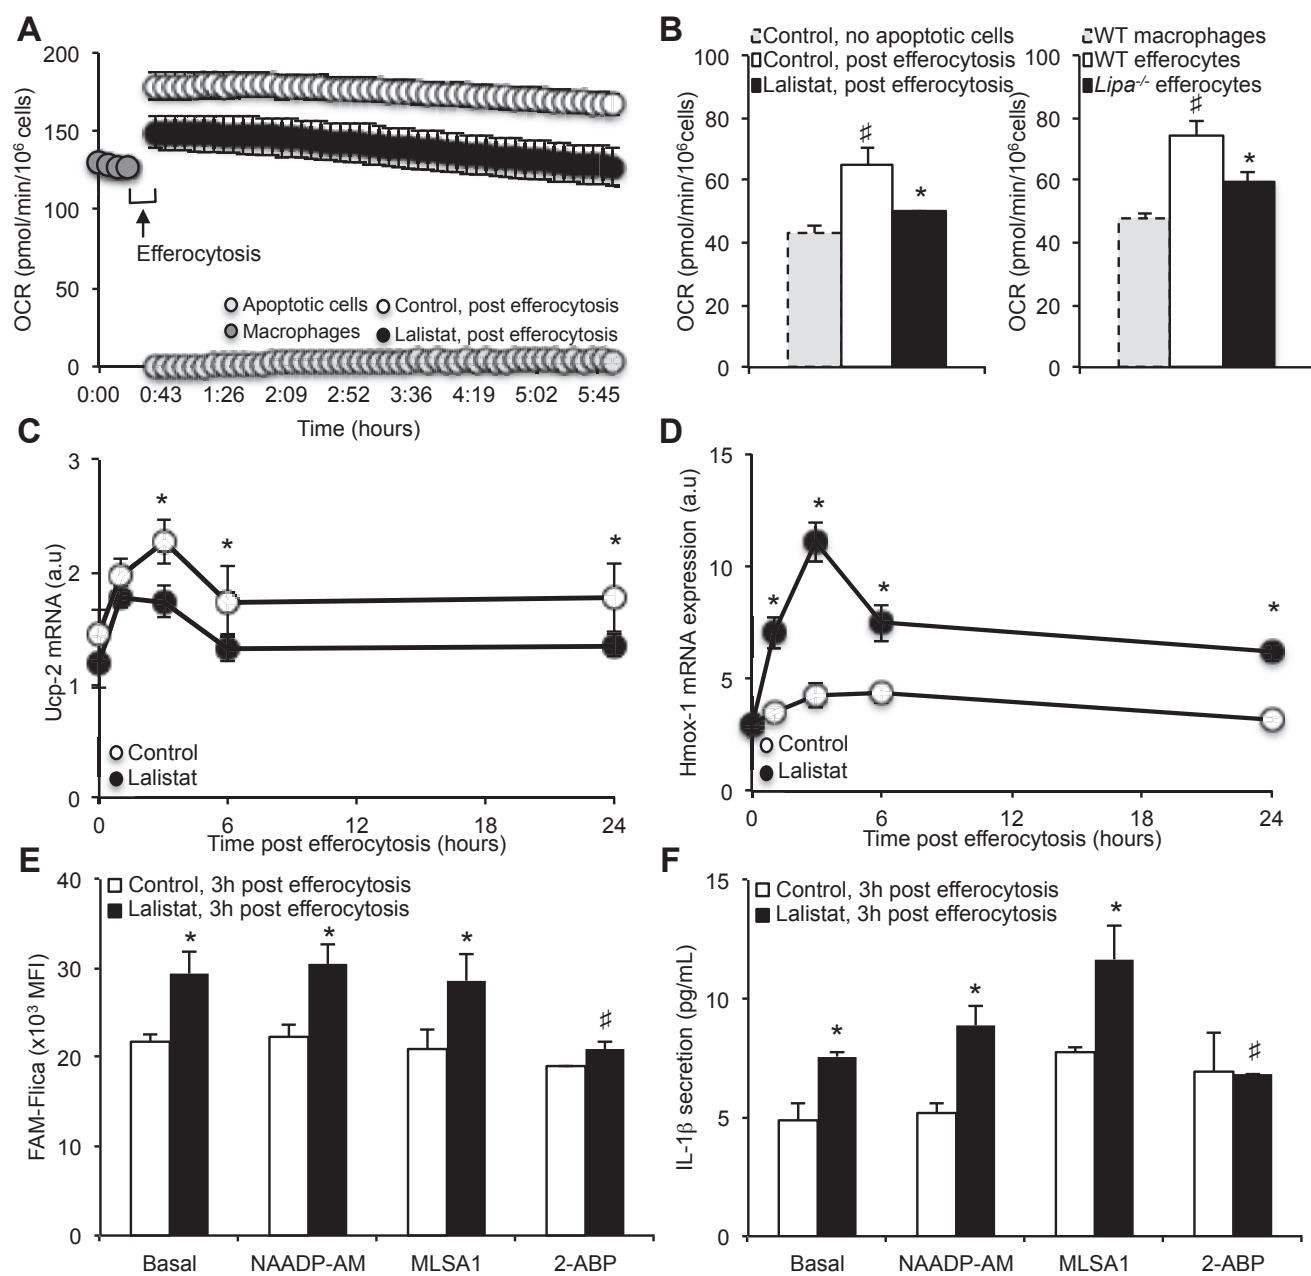 A
200
150
100
50
0
OCR (pmol/min/10⁶ cells)
Efferocytosis
Apoptotic cells
Control, post efferocytosis
Macrophages
Lalistat, post efferocytosis
0:00 0:43 1:26 2:09 2:52 3:36 4:19 5:02 5:45
Time (hours)
B
Control, no apoptotic cells
Control, post efferocytosis
Lalistat, post efferocytosis
100
80
60
40
20
0
OCR (pmol/min/10⁶cells)
♯
*
WT macrophages
WT efferocytes
Lipa-/- efferocytes
100
80
60
40
20
0
OCR (pmol/min/10⁶cells)
♯
*
C
3
2
1
0
Ucp-2 mRNA (a.u)
* * *
Control
Lalistat
0 6 12 18 24
Time post efferocytosis (hours)
D
15
10
5
0
Hmox-1 mRNA expression (a.u)
* * * *
Control
Lalistat
0 6 12 18 24
Time post efferocytosis (hours)
E
40
30
20
10
0
FAM-Flica (x10³ MFI)
Control, 3h post efferocytosis
Lalistat, 3h post efferocytosis
* * * ♯
Basal NAADP-AM MLSA1 2-ABP
F
15
10
5
0
IL-1β secretion (pg/mL)
Control, 3h post efferocytosis
Lalistat, 3h post efferocytosis
* * * ♯
Basal NAADP-AM MLSA1 2-ABP